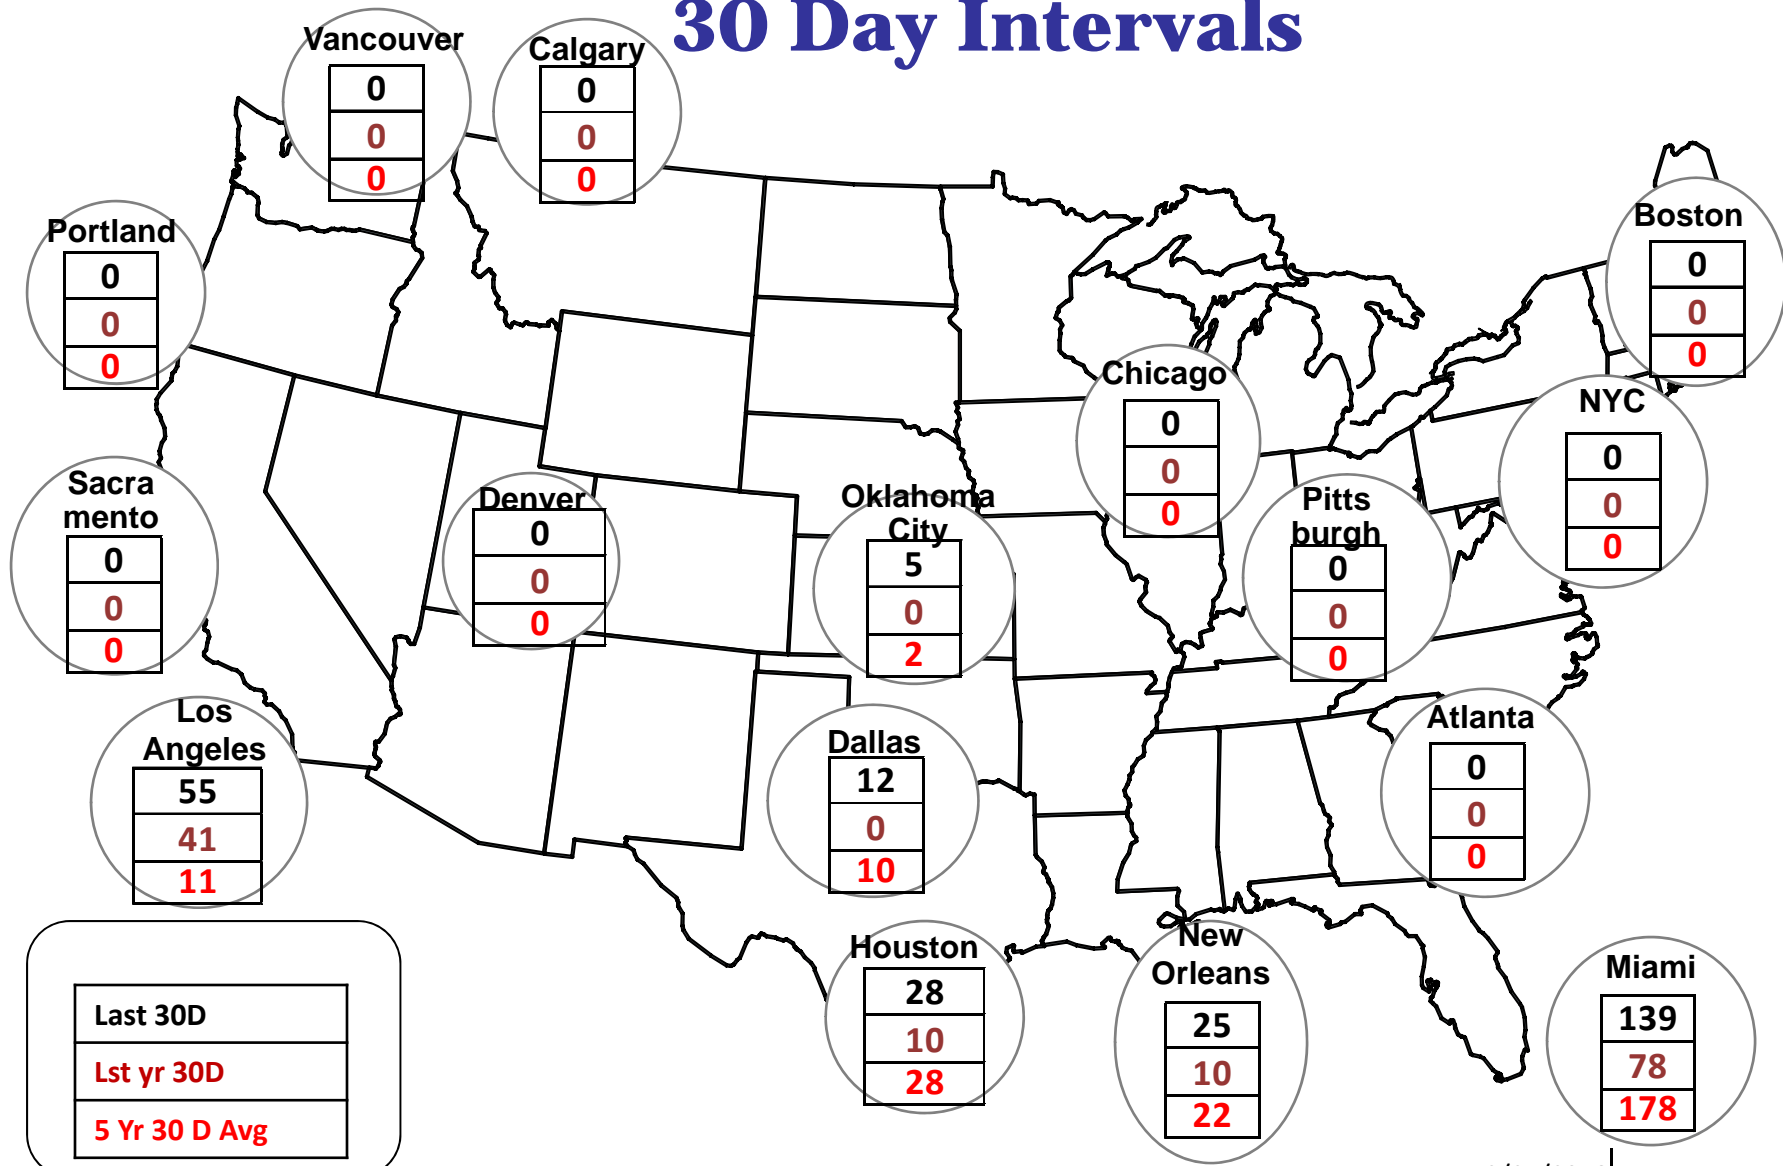 30 Day Intervals
Vancouver
0
0
0
Calgary
0
0
0
Portland
0
0
0
Boston
0
0
0
Chicago
0
0
0
NYC
0
0
0
Sacra
mento
0
0
0
Denver
0
0
0
Oklahoma
City
5
0
2
Pitts
burgh
0
0
0
Los
Angeles
55
41
11
Dallas
12
0
10
Atlanta
0
0
0
Houston
28
10
28
New
Orleans
25
10
22
Miami
139
78
178
Last 30D
Lst yr 30D
5 Yr 30 D Avg